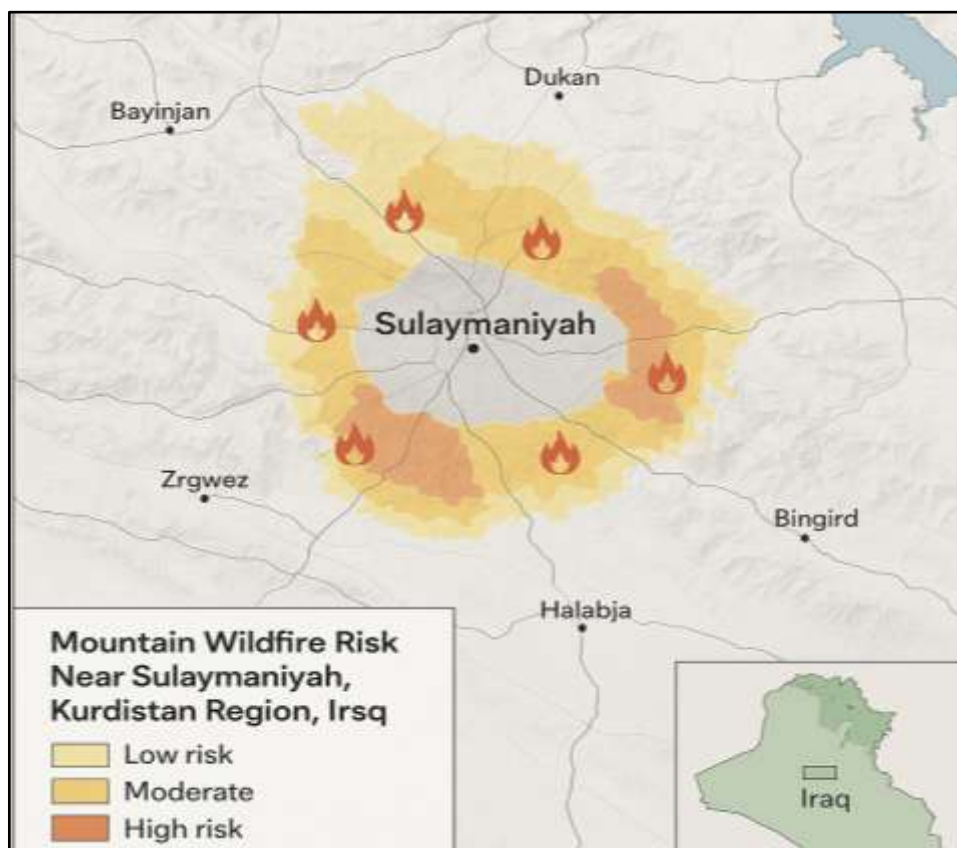 Dukan
Bayinjan
Sulaymaniyah
Zrgwez
Bingird
Halabja
Mountain Wildfire Risk
Near Sulaymaniyah,
Kurdistan Region, Irsq
Low risk
Moderate
High risk
Iraq